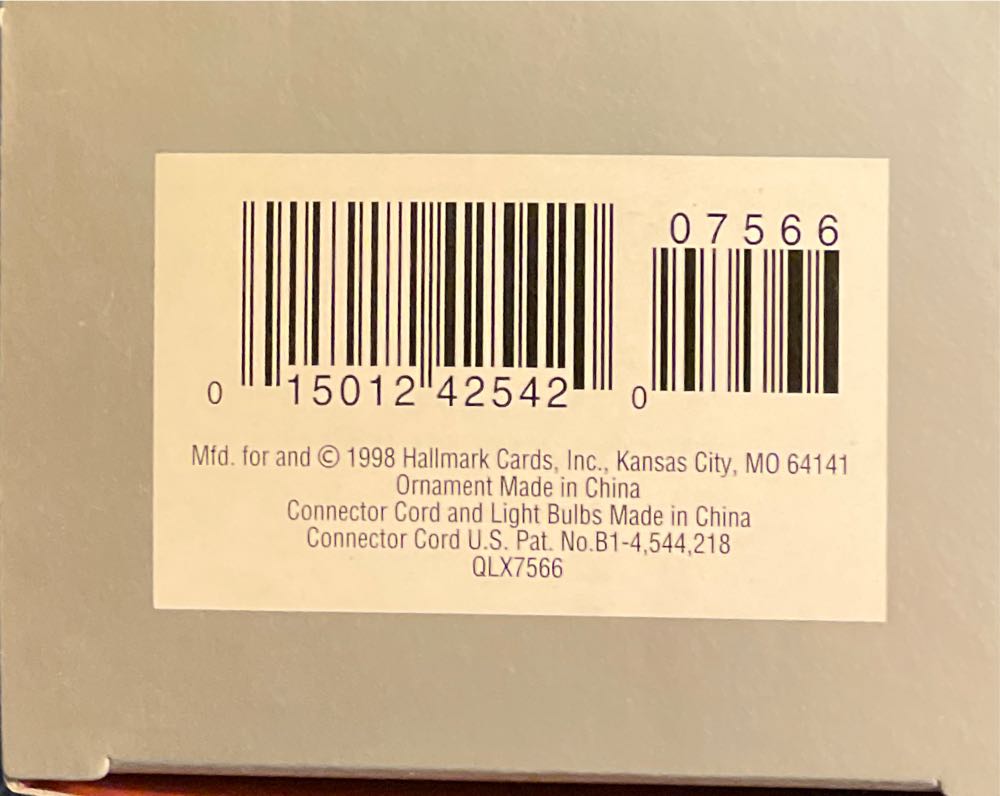 07566
0 15012 42542 0
Mfd. for and © 1998 Hallmark Cards, Inc., Kansas City, MO 64141
Ornament Made in China
Connector Cord and Light Bulbs Made in China
Connector Cord U.S. Pat. No.B1-4,544,218
QLX7566